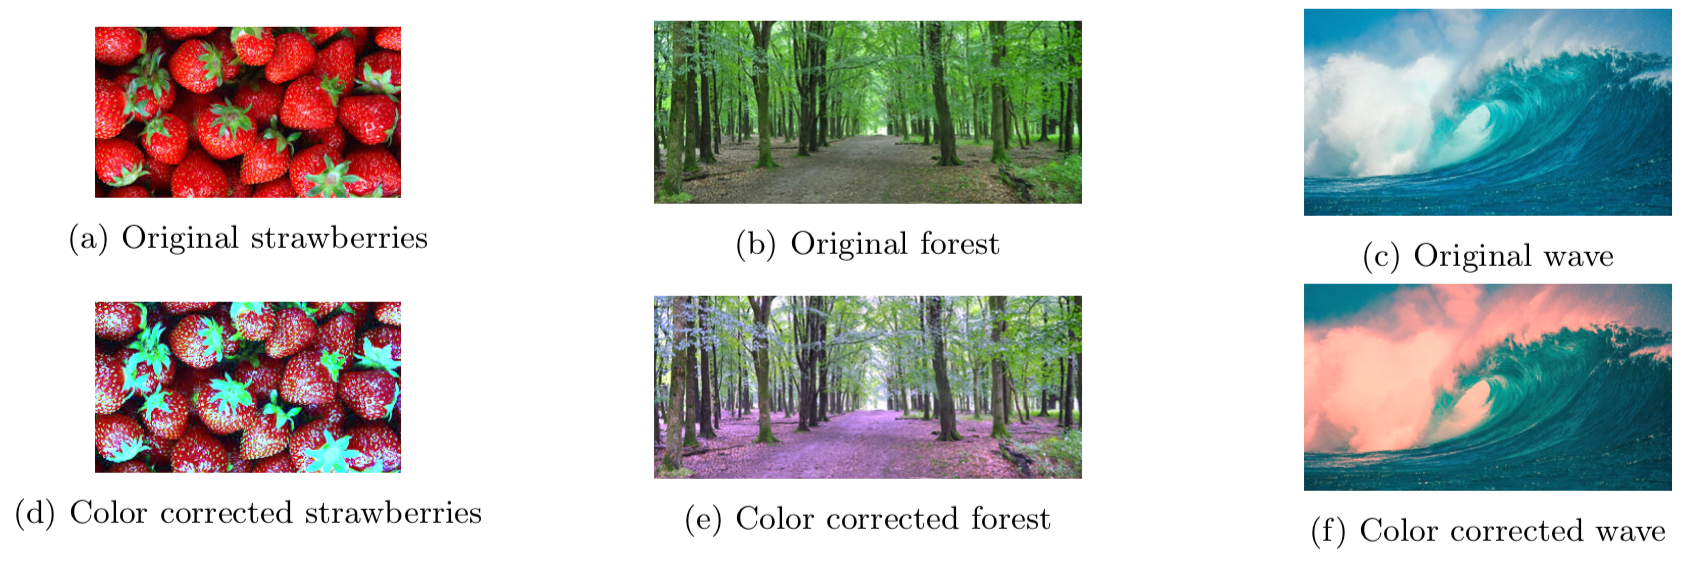 (a) Original strawberries
(b) Original forest
(c) Original wave
(d) Color corrected strawberries
(e) Color corrected forest
(f) Color corrected wave